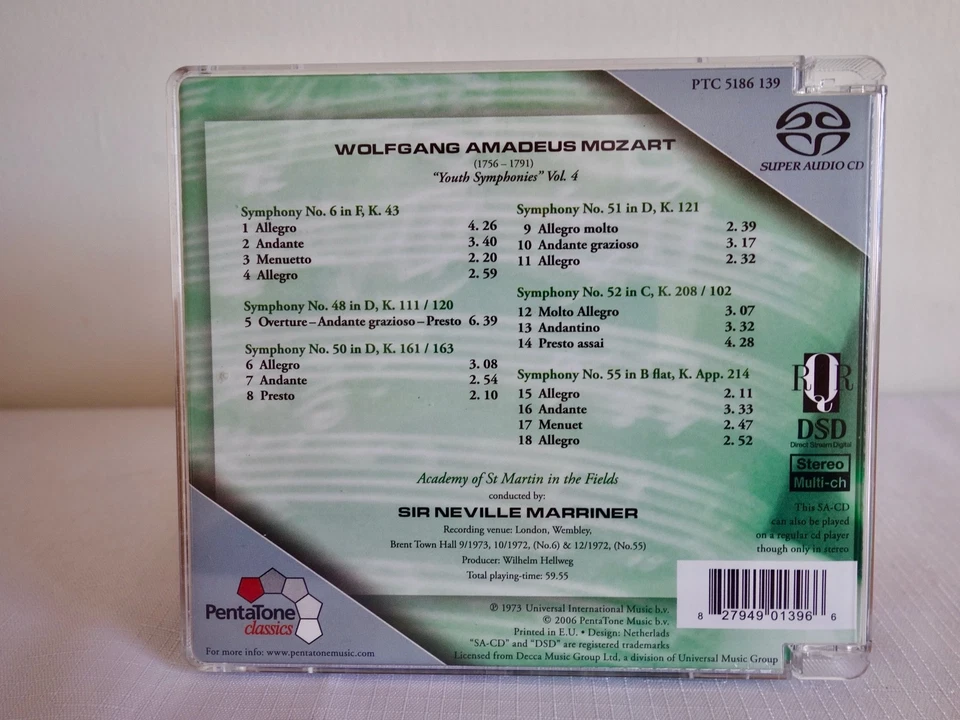 PTC 5186 139
SUPER AUDIO CD
WOLFGANG AMADEUS MOZART
(1756 – 1791)
"Youth Symphonies" Vol. 4
Symphony No. 6 in F, K. 43
1 Allegro 4. 26
2 Andante 3. 40
3 Menuetto 2. 20
4 Allegro 2. 59
Symphony No. 48 in D, K. 111 / 120
5 Overture – Andante grazioso – Presto 6. 39
Symphony No. 50 in D, K. 161 / 163
6 Allegro 3. 08
7 Andante 2. 54
8 Presto 2. 10
Symphony No. 51 in D, K. 121
9 Allegro molto 2. 39
10 Andante grazioso 3. 17
11 Allegro 2. 32
Symphony No. 52 in C, K. 208 / 102
12 Molto Allegro 3. 07
13 Andantino 3. 32
14 Presto assai 4. 28
Symphony No. 55 in B flat, K. App. 214
15 Allegro 2. 11
16 Andante 3. 33
17 Menuet 2. 47
18 Allegro 2. 52
RQR
DSD
Direct Stream Digital
Stereo
Multi-ch
This SA-CD
can also be played
on a regular cd player
though only in stereo
Academy of St Martin in the Fields
conducted by:
SIR NEVILLE MARRINER
Recording venue: London, Wembley,
Brent Town Hall 9/1973, 10/1972, (No.6) & 12/1972, (No.55)
Producer: Wilhelm Hellweg
Total playing-time: 59.55
PentaTone
classics
For more info: www.pentatonemusic.com
℗ 1973 Universal International Music b.v.
© 2006 PentaTone Music b.v.
Printed in E.U. • Design: Netherlads
"SA-CD" and "DSD" are registered trademarks
Licensed from Decca Music Group Ltd, a division of Universal Music Group
8 27949 01396 6